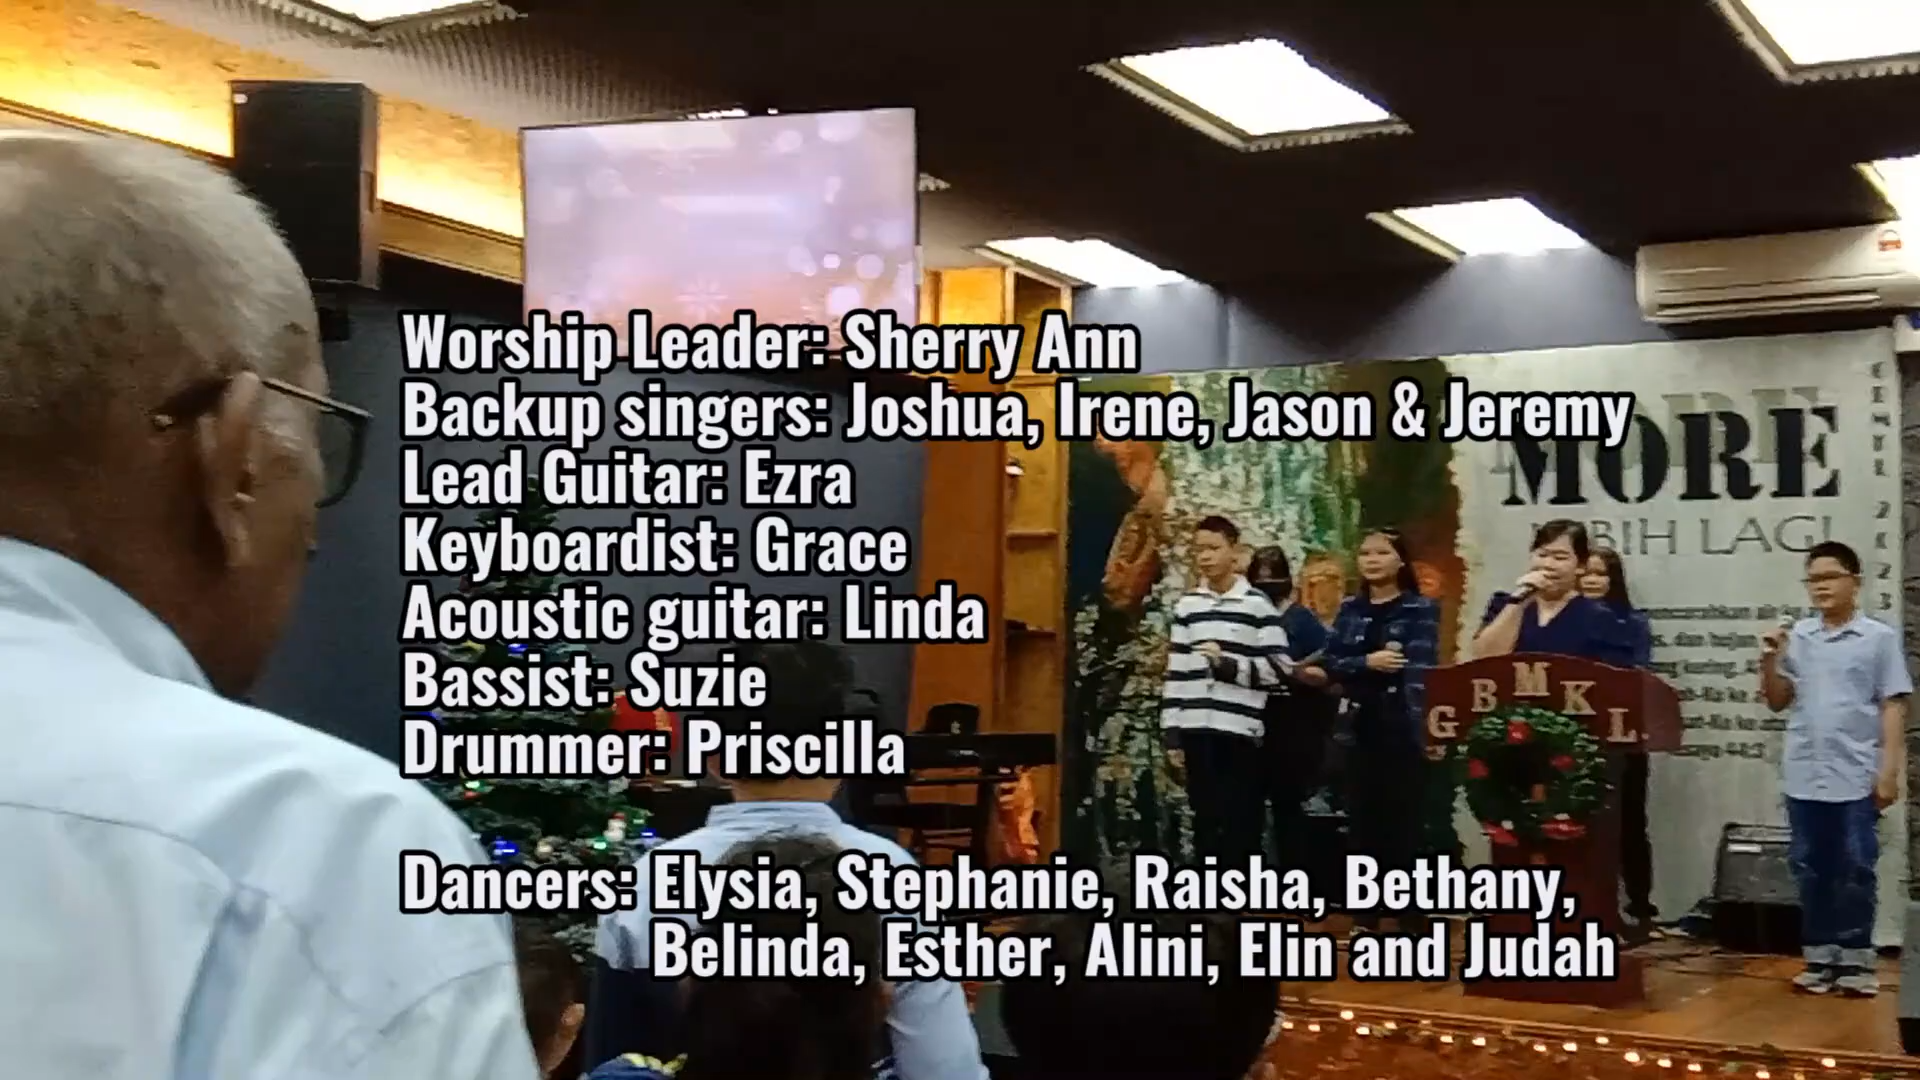 Worship Leader: Sherry Ann
Backup singers: Joshua, Irene, Jason & Jeremy
Lead Guitar: Ezra
Keyboardist: Grace
Acoustic guitar: Linda
Bassist: Suzie
Drummer: Priscilla
Dancers: Elysia, Stephanie, Raisha, Bethany,
Belinda, Esther, Alini, Elin and Judah
MORE
LAGI
GBMKL